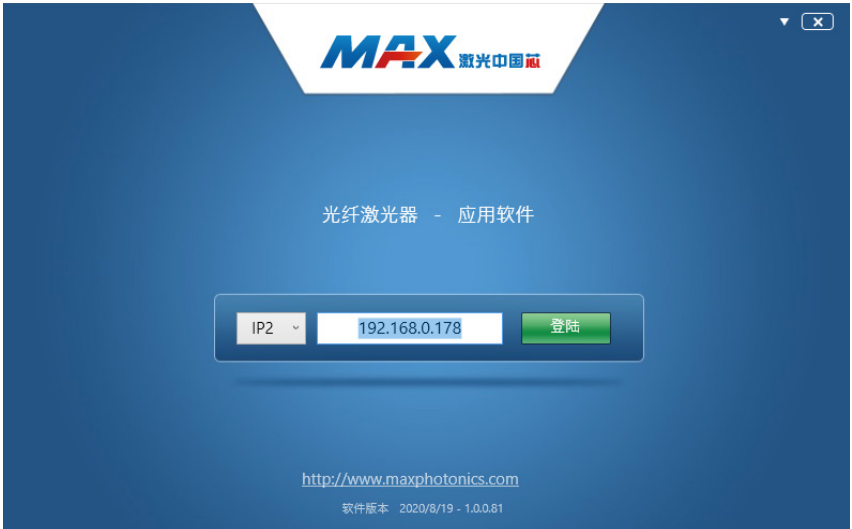 MAX 激光中国芯
光纤激光器 - 应用软件
IP2 192.168.0.178 登陆
http://www.maxphotonics.com
软件版本 2020/8/19 - 1.0.0.81